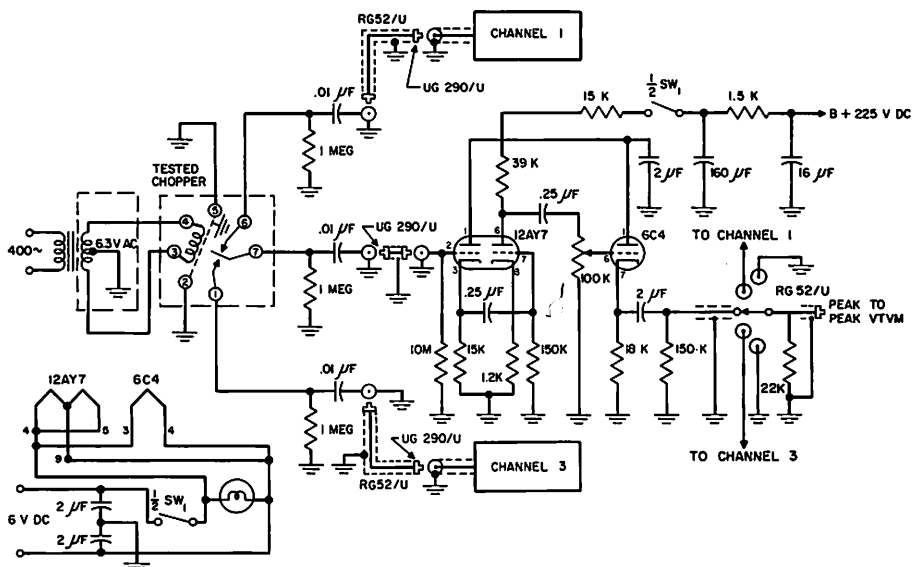 RG52/U
CHANNEL 1
UG 290/U
.01 µF
1 MEG
15 K
½ SW₁
1.5 K
B + 225 V DC
39 K
2 µF
160 µF
16 µF
TESTED
CHOPPER
5
6
4
3
7
2
1
400~
6.3V AC
.01 µF
UG 290/U
1 MEG
.25 µF
1
6
12AY7
2
3
8
7
100K
6C4
1
6
7
TO CHANNEL 1
RG 52/U
PEAK TO
PEAK VTVM
.25 µF
2 µF
10M
15K
1.2K
150K
18 K
150·K
22K
TO CHANNEL 3
12AY7
6C4
4
5
3
4
9
6 V DC
2 µF
2 µF
½ SW₁
.01 µF
1 MEG
UG 290/U
RG52/U
CHANNEL 3